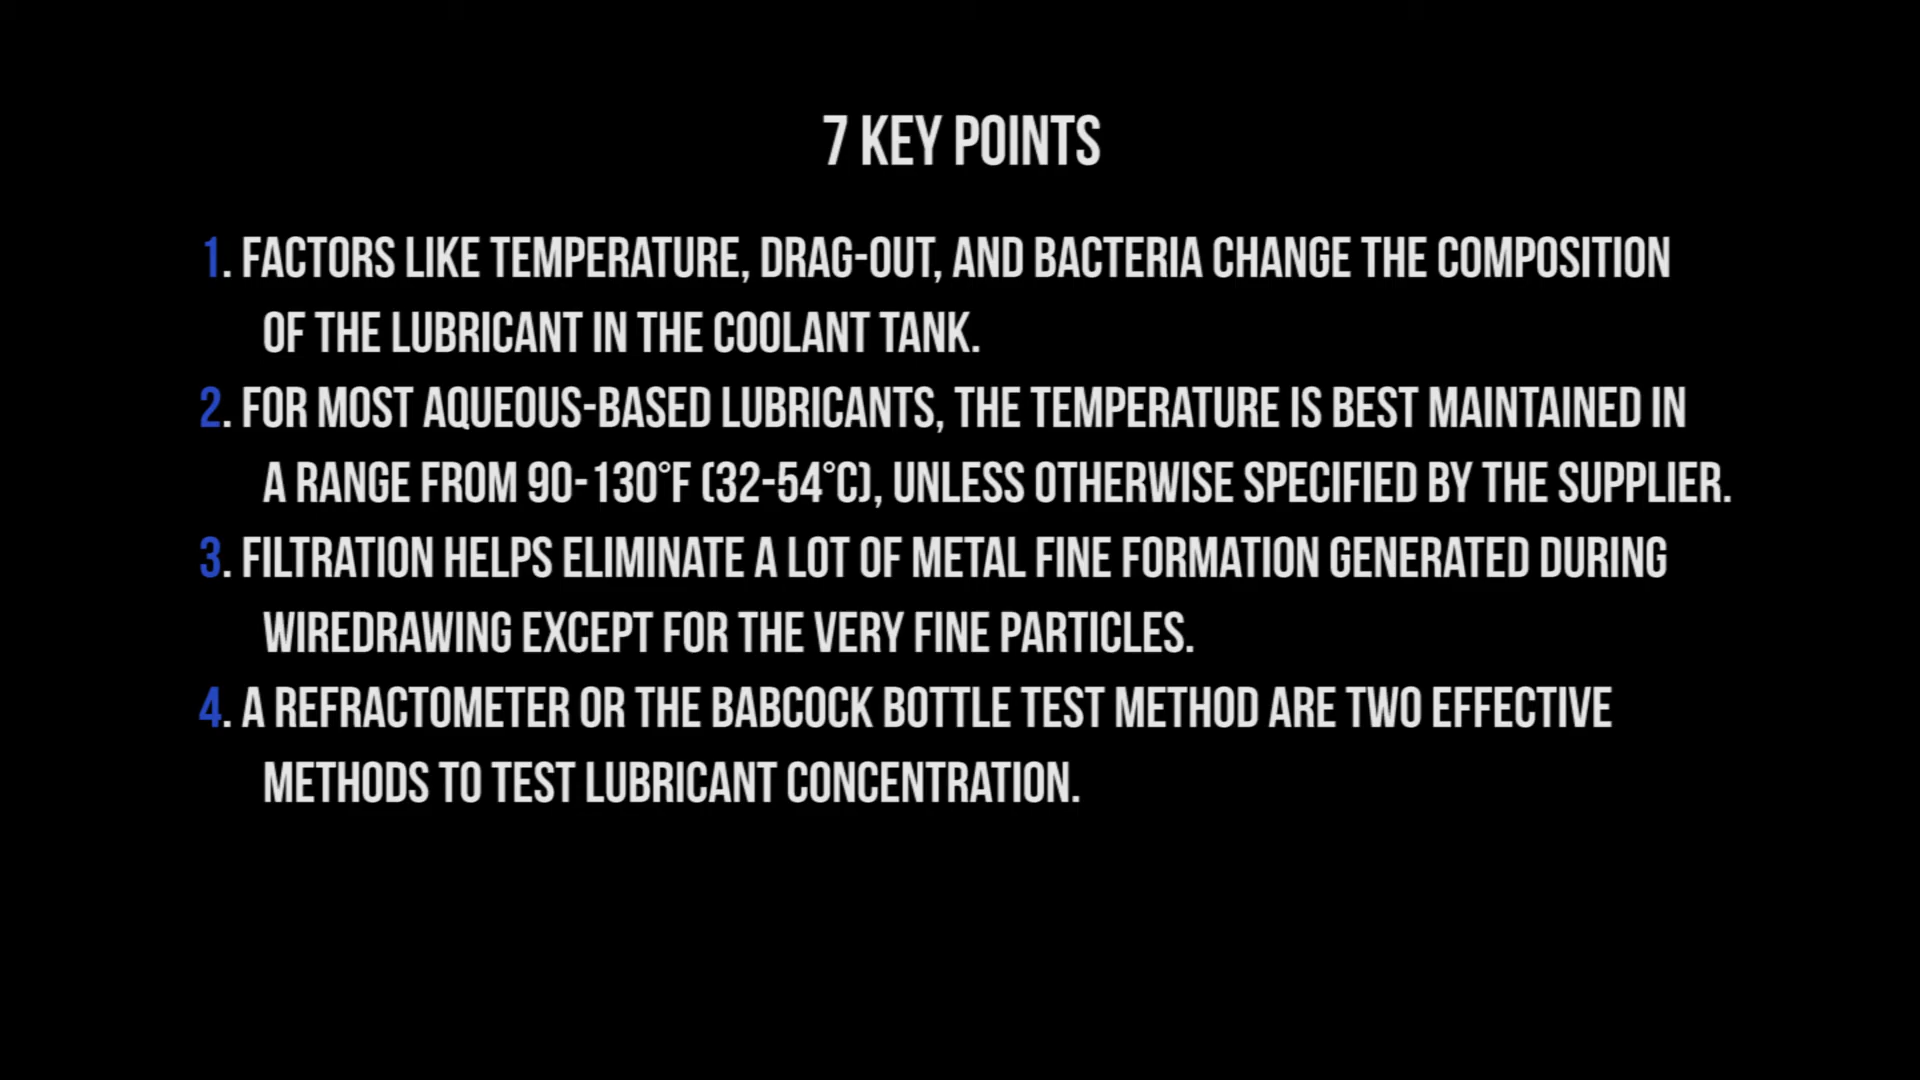 7 KEY POINTS
1. FACTORS LIKE TEMPERATURE, DRAG-OUT, AND BACTERIA CHANGE THE COMPOSITION
OF THE LUBRICANT IN THE COOLANT TANK.
2. FOR MOST AQUEOUS-BASED LUBRICANTS, THE TEMPERATURE IS BEST MAINTAINED IN
A RANGE FROM 90-130°F (32-54°C), UNLESS OTHERWISE SPECIFIED BY THE SUPPLIER.
3. FILTRATION HELPS ELIMINATE A LOT OF METAL FINE FORMATION GENERATED DURING
WIREDRAWING EXCEPT FOR THE VERY FINE PARTICLES.
4. A REFRACTOMETER OR THE BABCOCK BOTTLE TEST METHOD ARE TWO EFFECTIVE
METHODS TO TEST LUBRICANT CONCENTRATION.